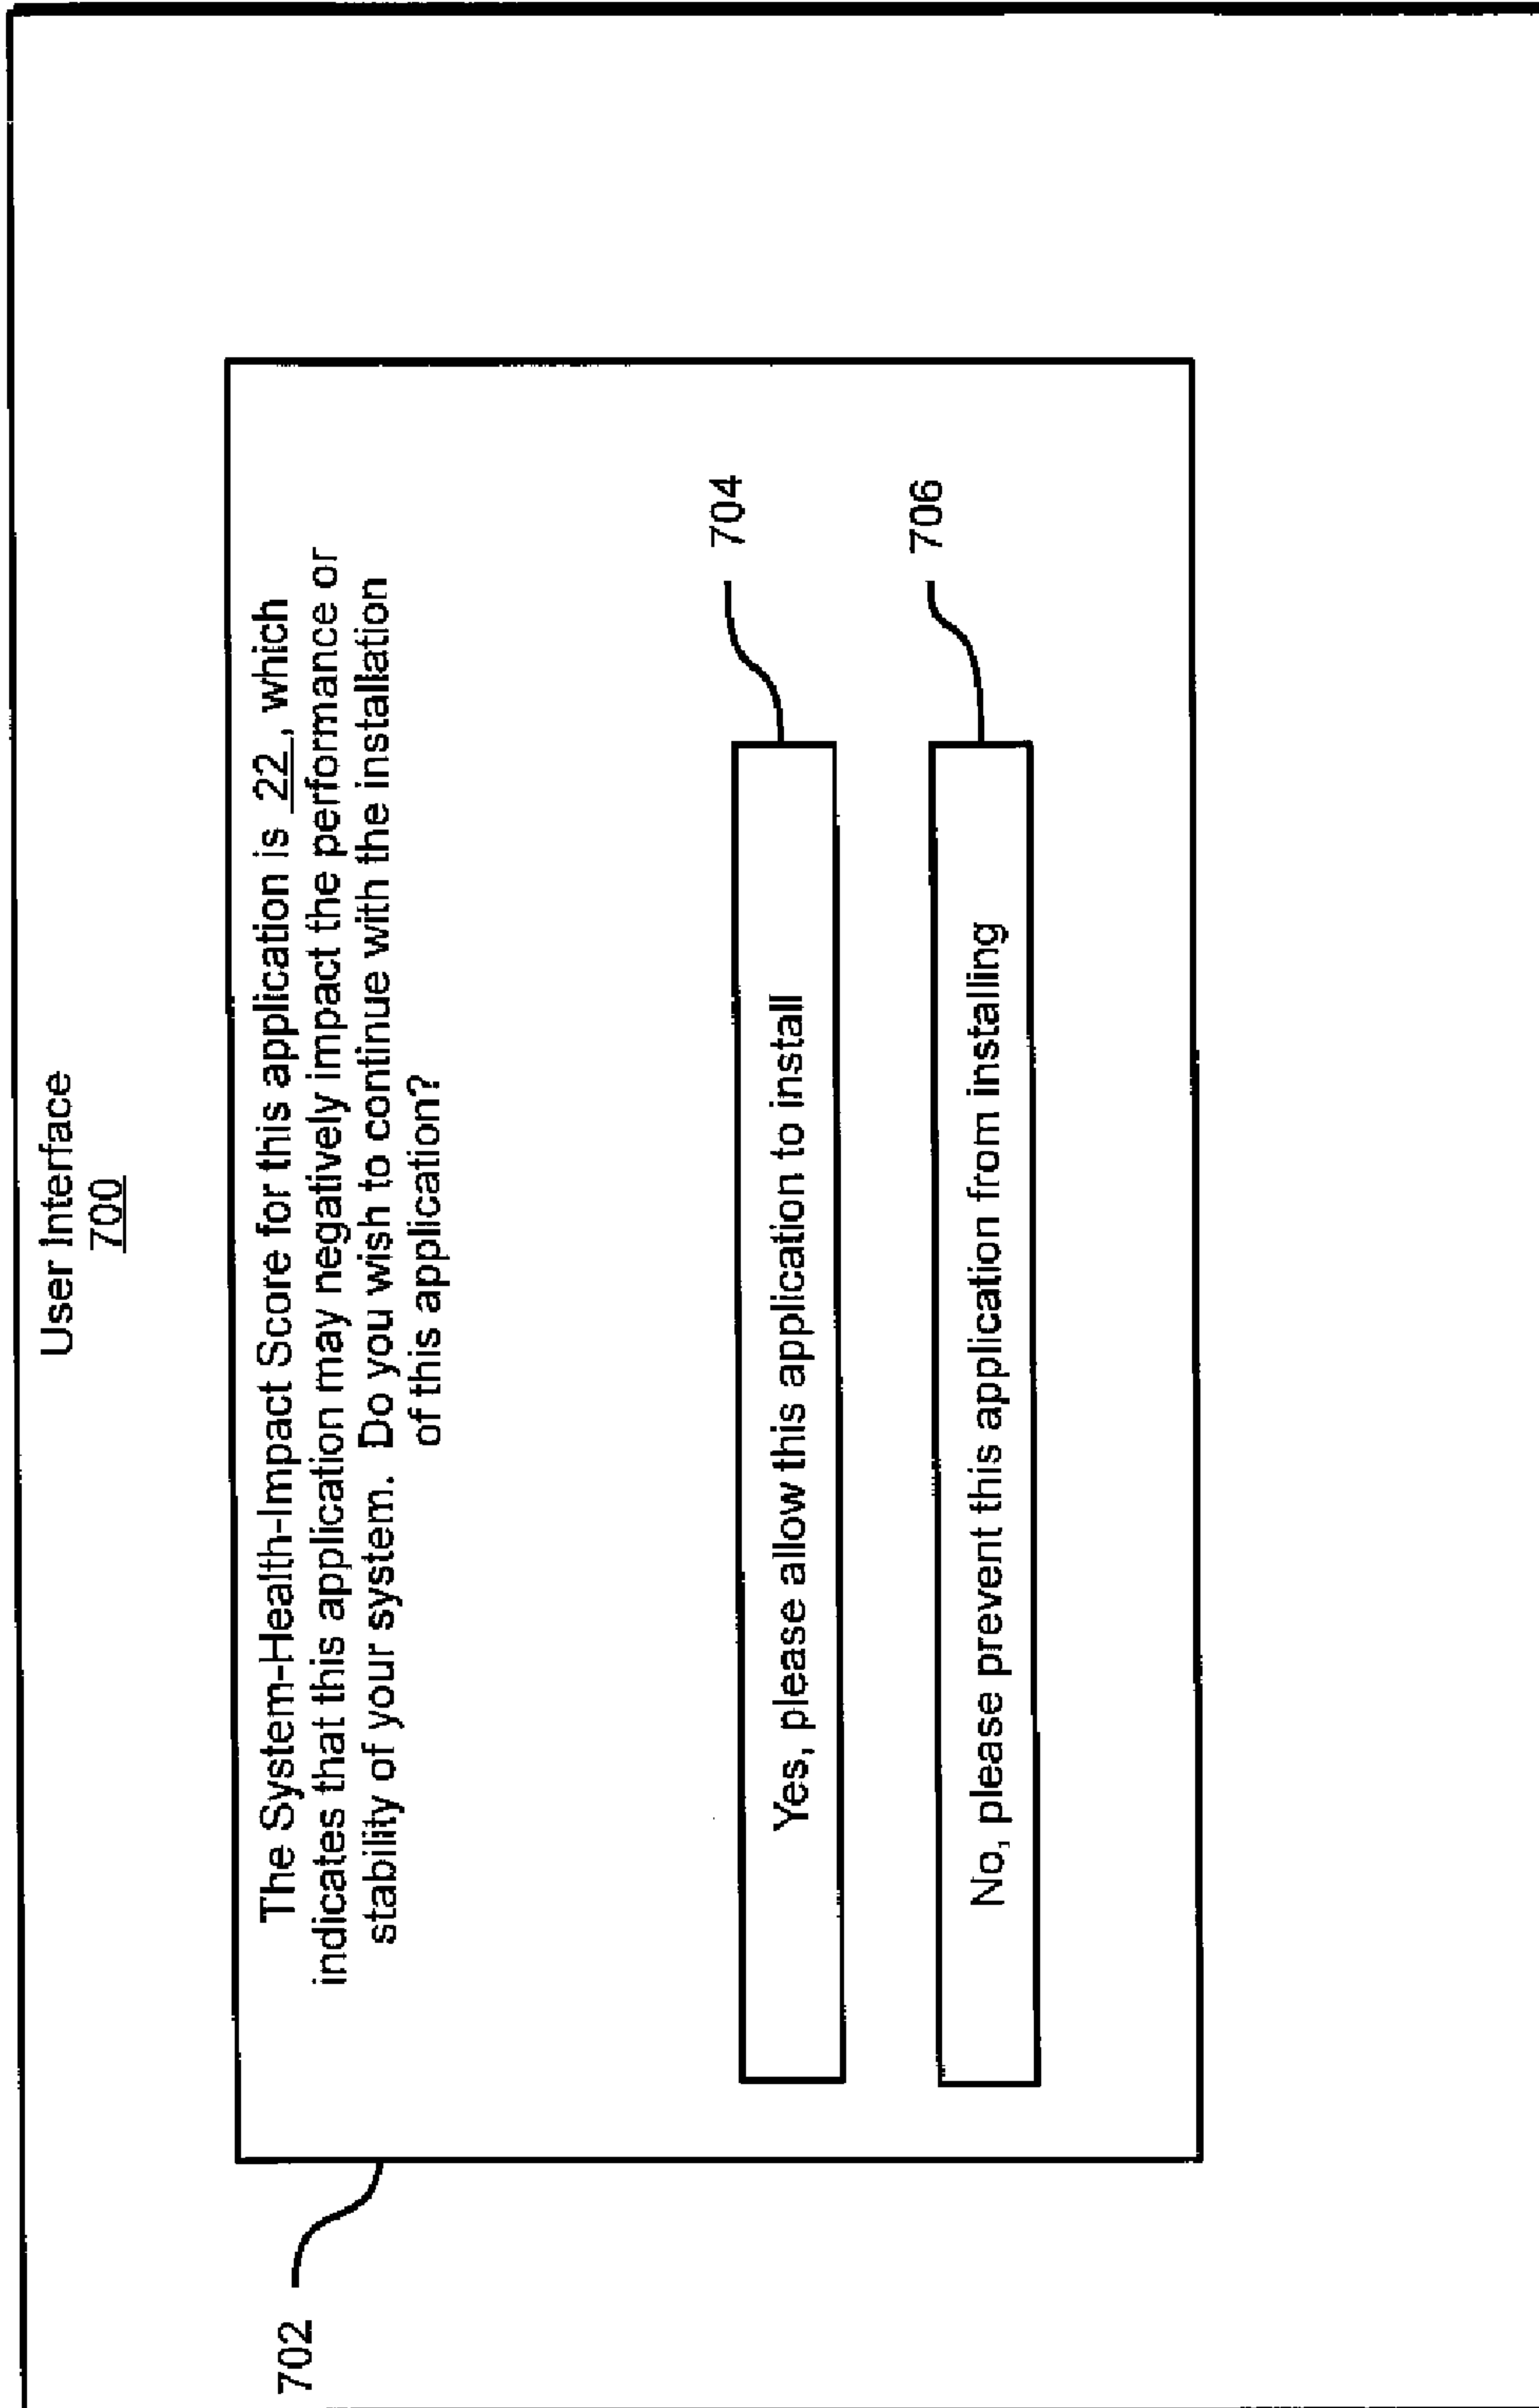 User Interface
700
The System-Health-Impact Score for this application is 22, which
indicates that this application may negatively impact the performance or
stability of your system. Do you wish to continue with the installation
of this application?
704
Yes, please allow this application to install
706
No, please prevent this application from installing
702